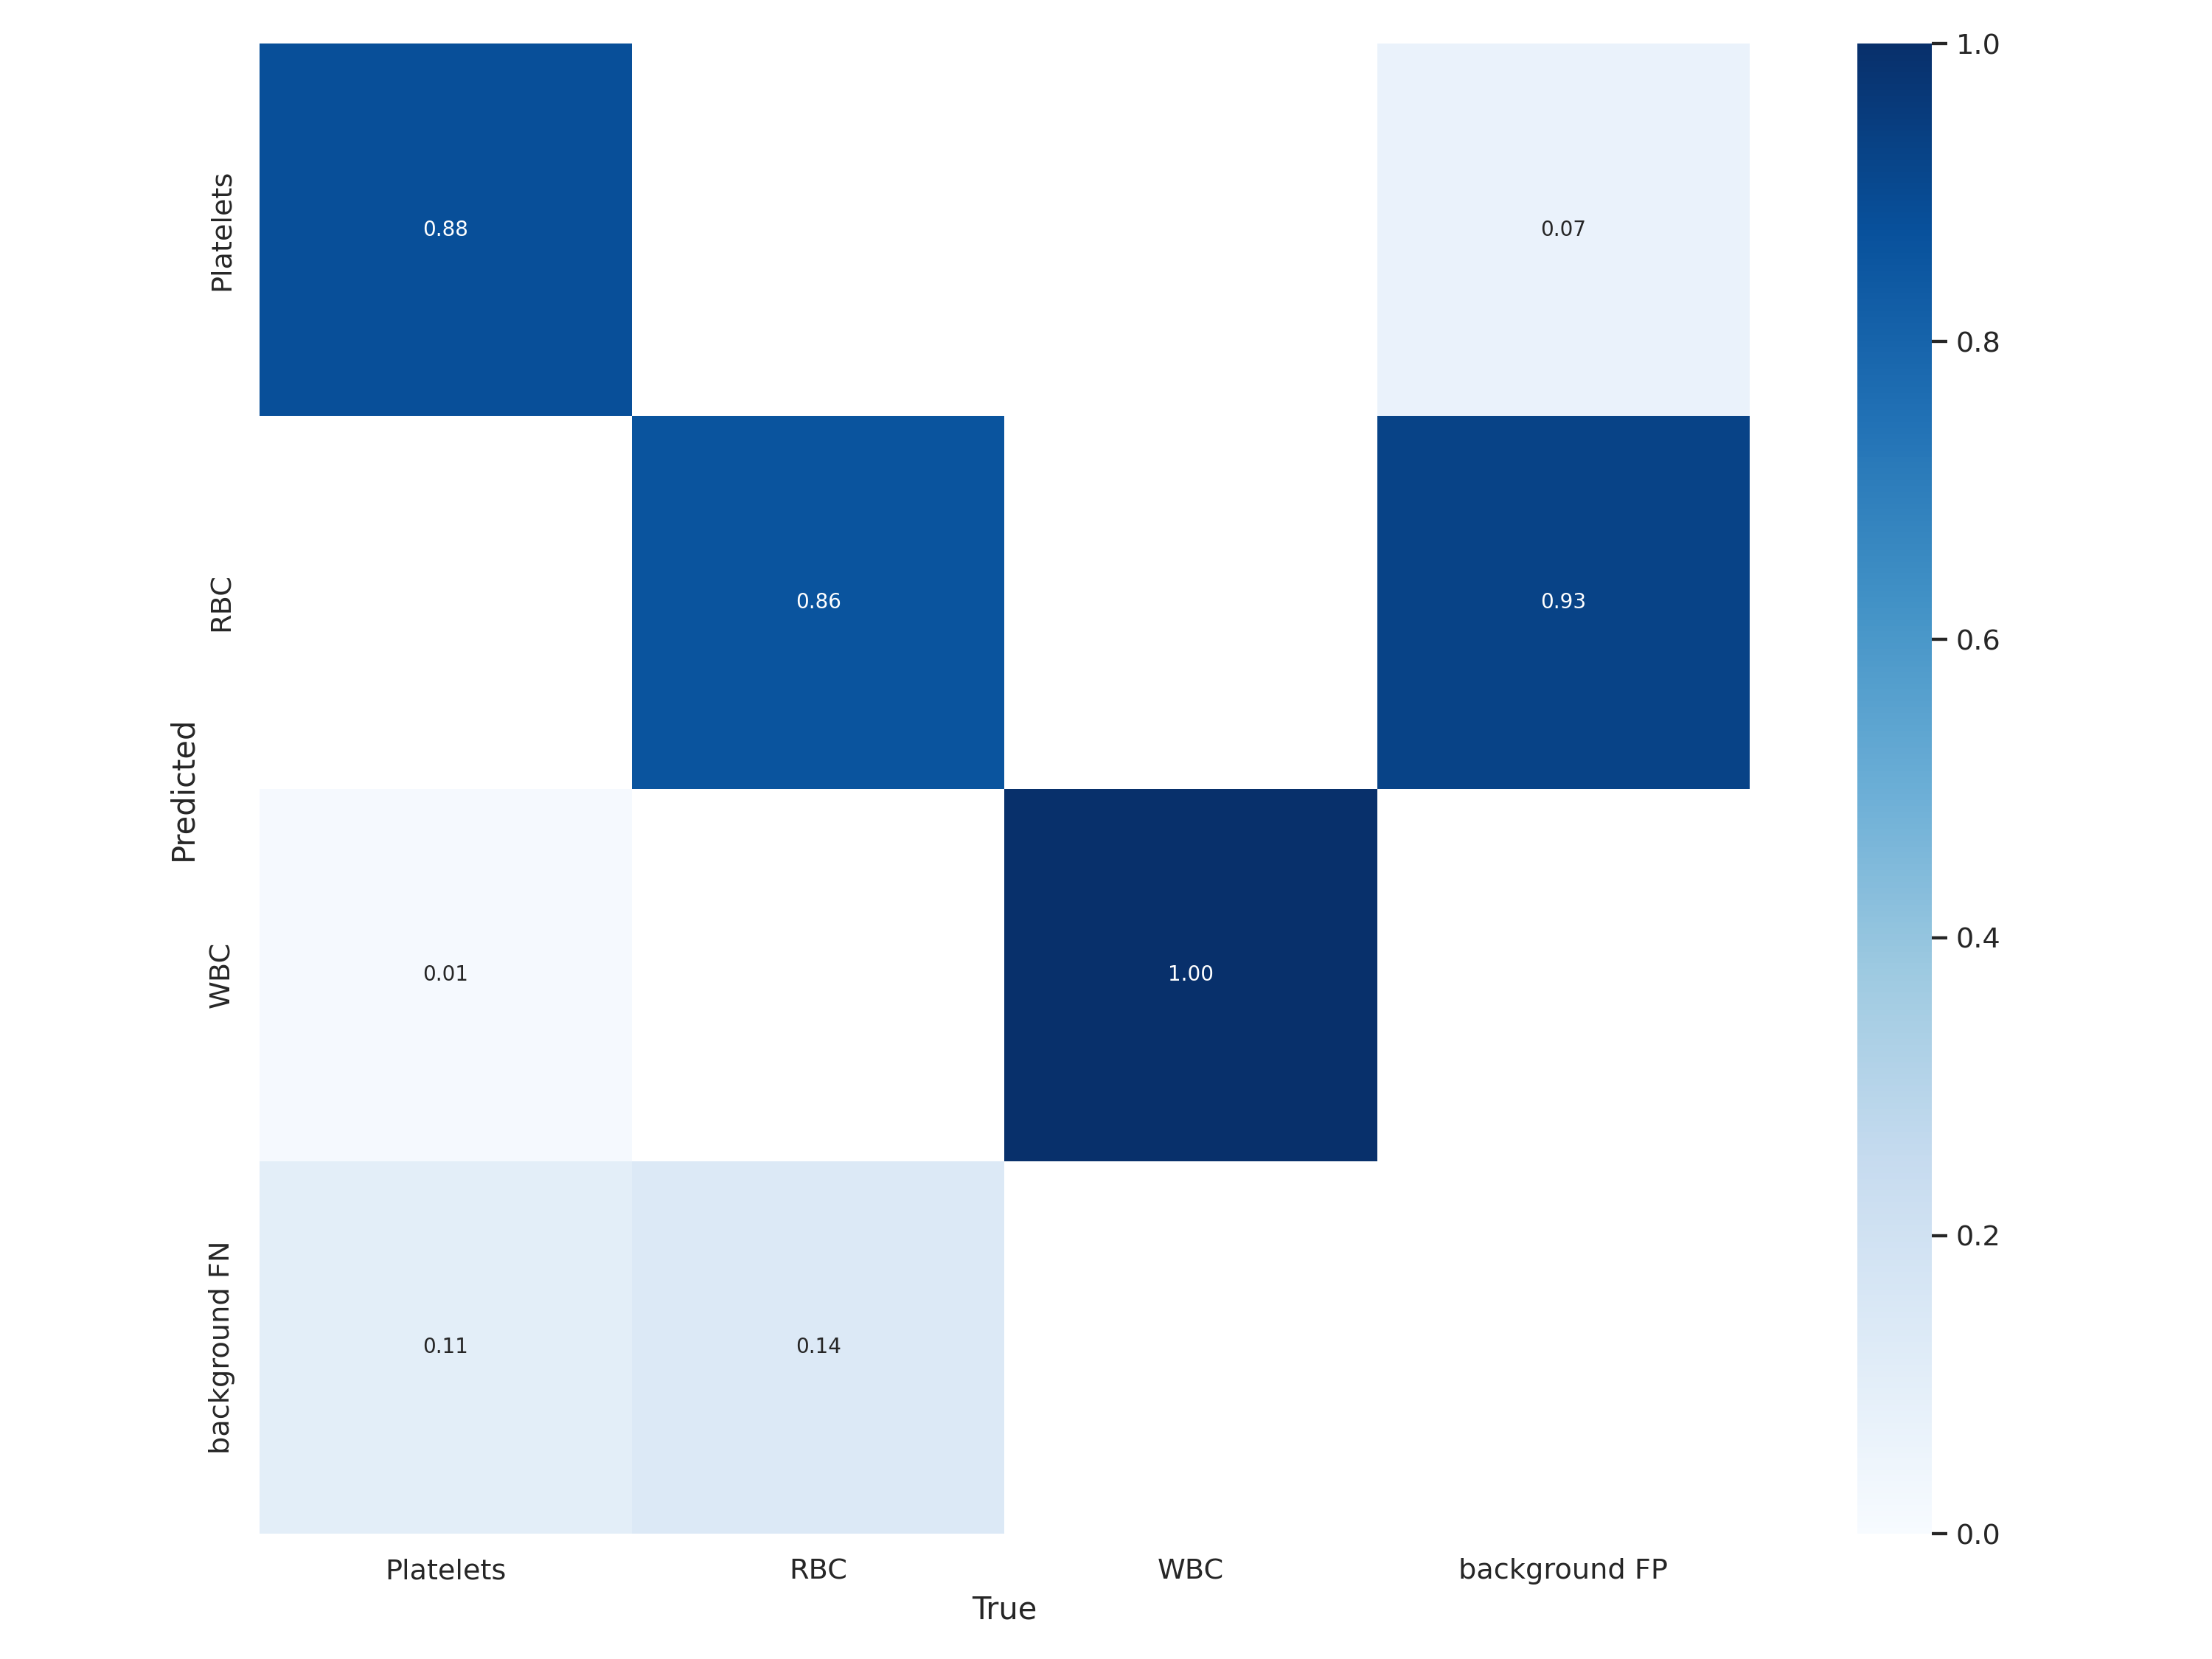 Platelets
0.88
0.07
RBC
0.86
0.93
WBC
0.01
1.00
background FN
0.11
0.14
Predicted
Platelets
RBC
WBC
background FP
True
1.0
0.8
0.6
0.4
0.2
0.0